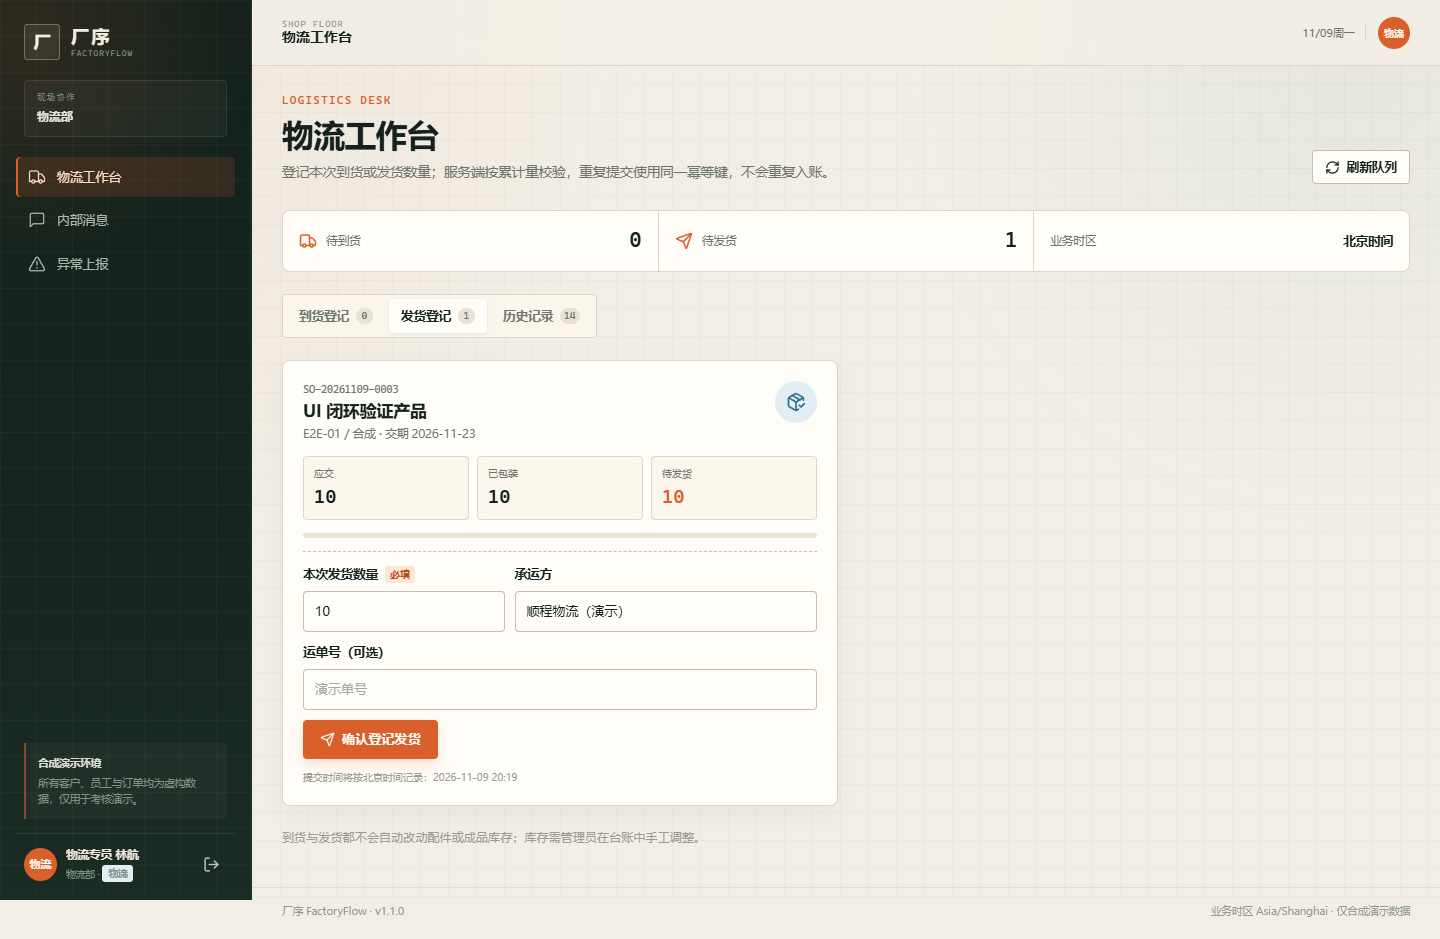 厂
厂序
FACTORYFLOW
现场协作
物流部
物流工作台
内部消息
异常上报
合成演示环境
所有客户、员工与订单均为虚构数
据，仅用于考核演示。
物流
物流专员 林航
物流部 · 物流
SHOP FLOOR
物流工作台
11/09周一
物流
LOGISTICS DESK
物流工作台
登记本次到货或发货数量；服务端按累计量校验，重复提交使用同一幂等键，不会重复入账。
刷新队列
待到货 0
待发货 1
业务时区 北京时间
到货登记 0
发货登记 1
历史记录 14
SO-20261109-0003
UI 闭环验证产品
E2E-01 / 合成 · 交期 2026-11-23
应交
10
已包装
10
待发货
10
本次发货数量 必填
承运方
10
顺程物流（演示）
运单号（可选）
演示单号
确认登记发货
提交时间将按北京时间记录：2026-11-09 20:19
到货与发货都不会自动改动配件或成品库存；库存需管理员在台账中手工调整。
厂序 FactoryFlow · v1.1.0
业务时区 Asia/Shanghai · 仅合成演示数据